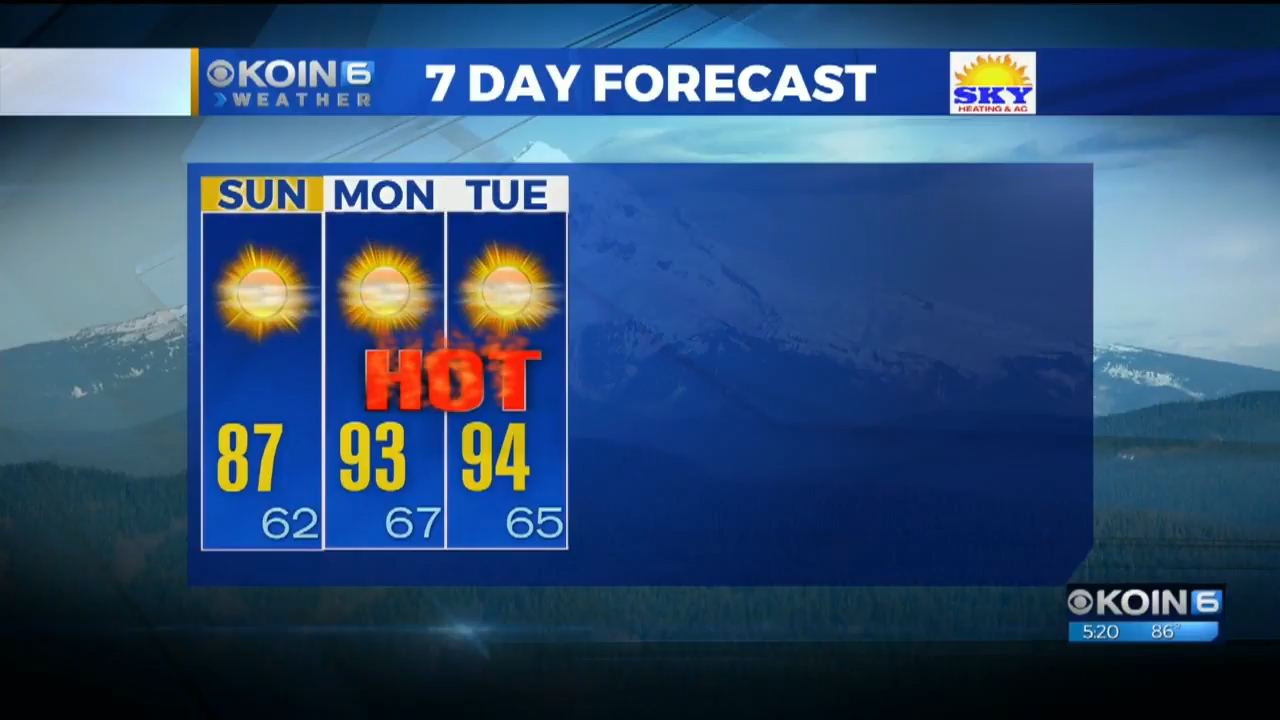 KOIN 6
WEATHER
7 DAY FORECAST
SKY
HEATING & AC
SUN MON TUE
HOT
87 93 94
62 67 65
KOIN 6
5:20 86°